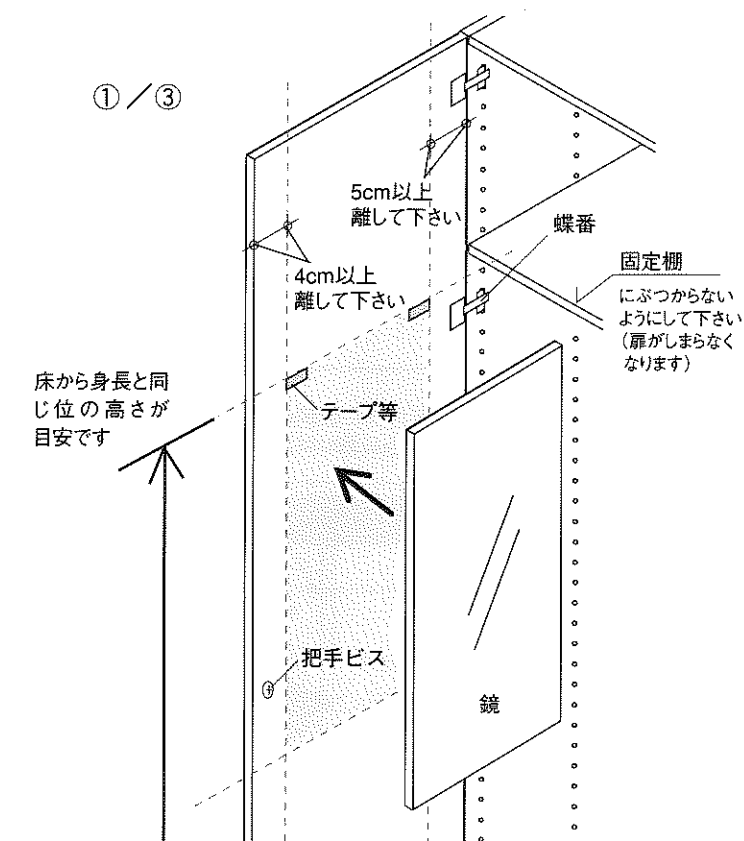 ①／③
5cm以上
離して下さい
蝶番
固定棚
にぶつからない
ようにして下さい
（扉がしまらなく
なります）
4cm以上
離して下さい
床から身長と同
じ位の高さが
目安です
テープ等
把手ビス
鏡